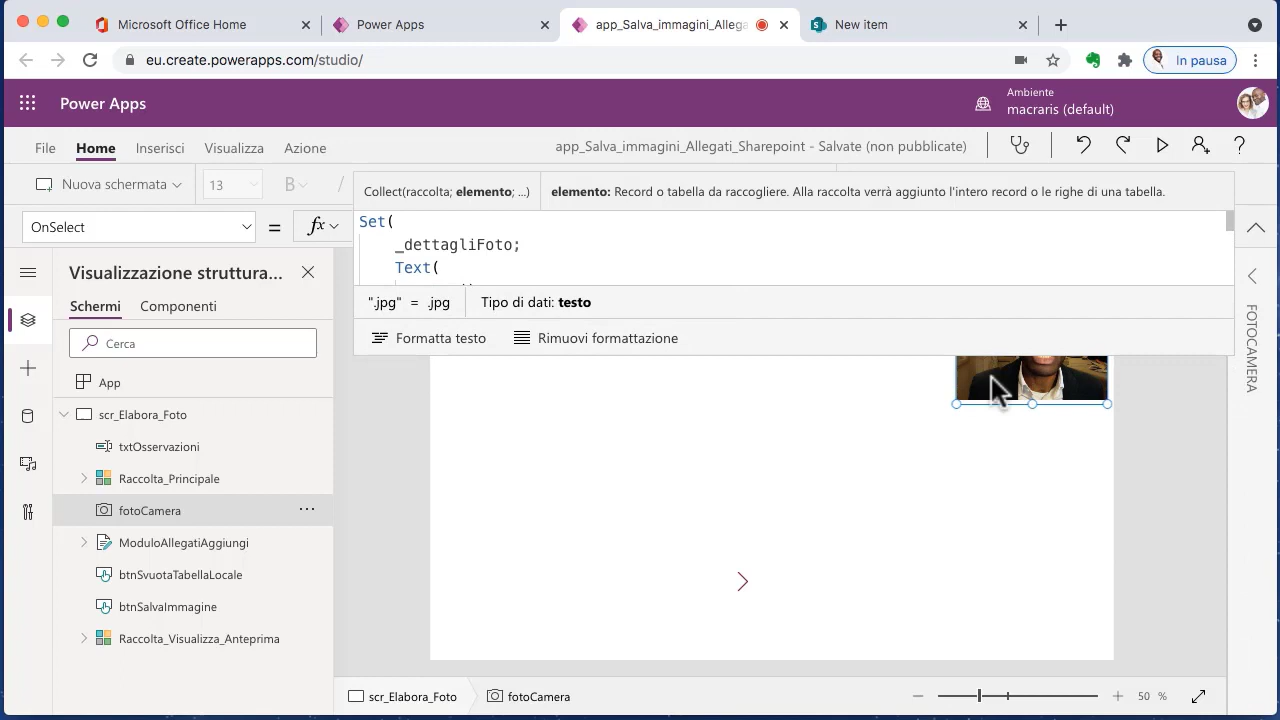 Microsoft Office Home
Power Apps
app_Salva_immagini_Allega
New item
eu.create.powerapps.com/studio/
In pausa
Power Apps
Ambiente
macraris (default)
File
Home
Inserisci
Visualizza
Azione
app_Salva_immagini_Allegati_Sharepoint - Salvate (non pubblicate)
Nuova schermata
13
B
Collect(raccolta; elemento; ...)
elemento: Record o tabella da raccogliere. Alla raccolta verrà aggiunto l'intero record o le righe di una tabella.
OnSelect
=
fx
Set(
_dettagliFoto;
Text(
".jpg" = .jpg
Tipo di dati: testo
Formatta testo
Rimuovi formattazione
Visualizzazione struttura...
Schermi
Componenti
Cerca
App
scr_Elabora_Foto
txtOsservazioni
Raccolta_Principale
fotoCamera
ModuloAllegatiAggiungi
btnSvuotaTabellaLocale
btnSalvaImmagine
Raccolta_Visualizza_Anteprima
FOTOCAMERA
scr_Elabora_Foto
fotoCamera
50 %